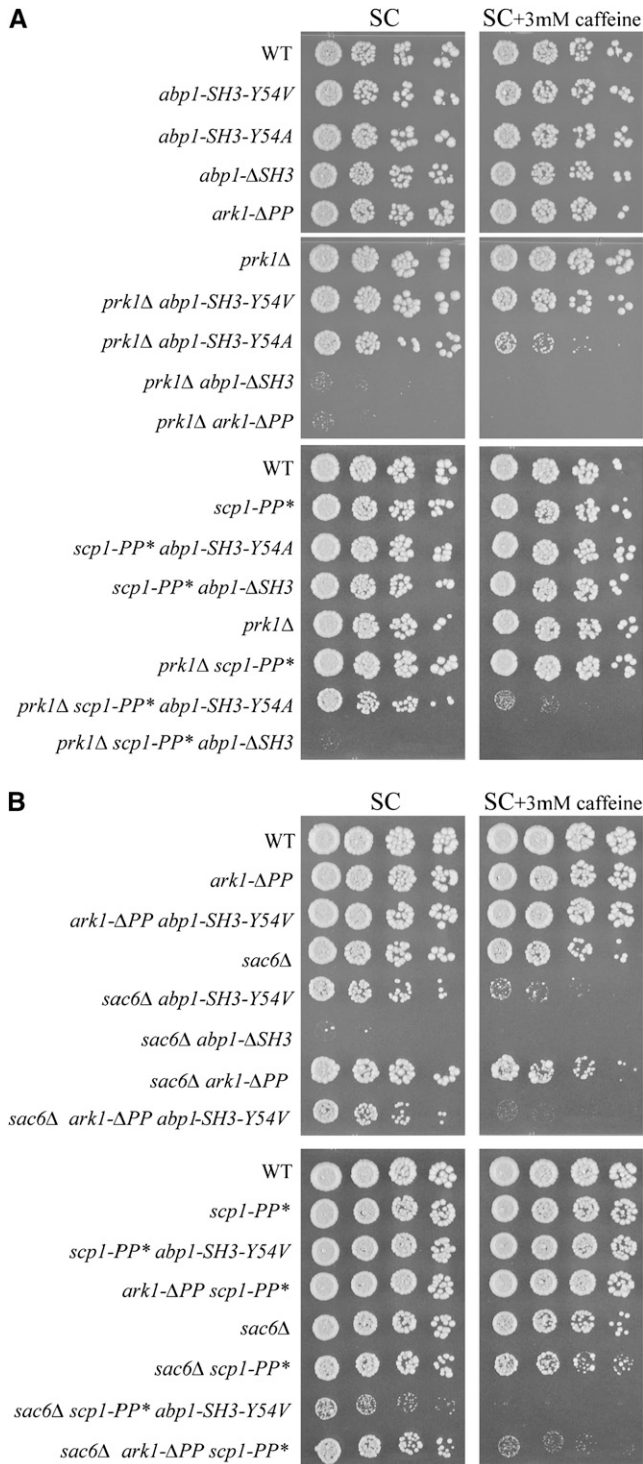 A
SC SC+3mM caffeine
WT
abp1-SH3-Y54V
abp1-SH3-Y54A
abp1-ΔSH3
ark1-ΔPP
prk1Δ
prk1Δ abp1-SH3-Y54V
prk1Δ abp1-SH3-Y54A
prk1Δ abp1-ΔSH3
prk1Δ ark1-ΔPP
WT
scp1-PP*
scp1-PP* abp1-SH3-Y54A
scp1-PP* abp1-ΔSH3
prk1Δ
prk1Δ scp1-PP*
prk1Δ scp1-PP* abp1-SH3-Y54A
prk1Δ scp1-PP* abp1-ΔSH3
B
SC SC+3mM caffeine
WT
ark1-ΔPP
ark1-ΔPP abp1-SH3-Y54V
sac6Δ
sac6Δ abp1-SH3-Y54V
sac6Δ abp1-ΔSH3
sac6Δ ark1-ΔPP
sac6Δ ark1-ΔPP abp1-SH3-Y54V
WT
scp1-PP*
scp1-PP* abp1-SH3-Y54V
ark1-ΔPP scp1-PP*
sac6Δ
sac6Δ scp1-PP*
sac6Δ scp1-PP* abp1-SH3-Y54V
sac6Δ ark1-ΔPP scp1-PP*